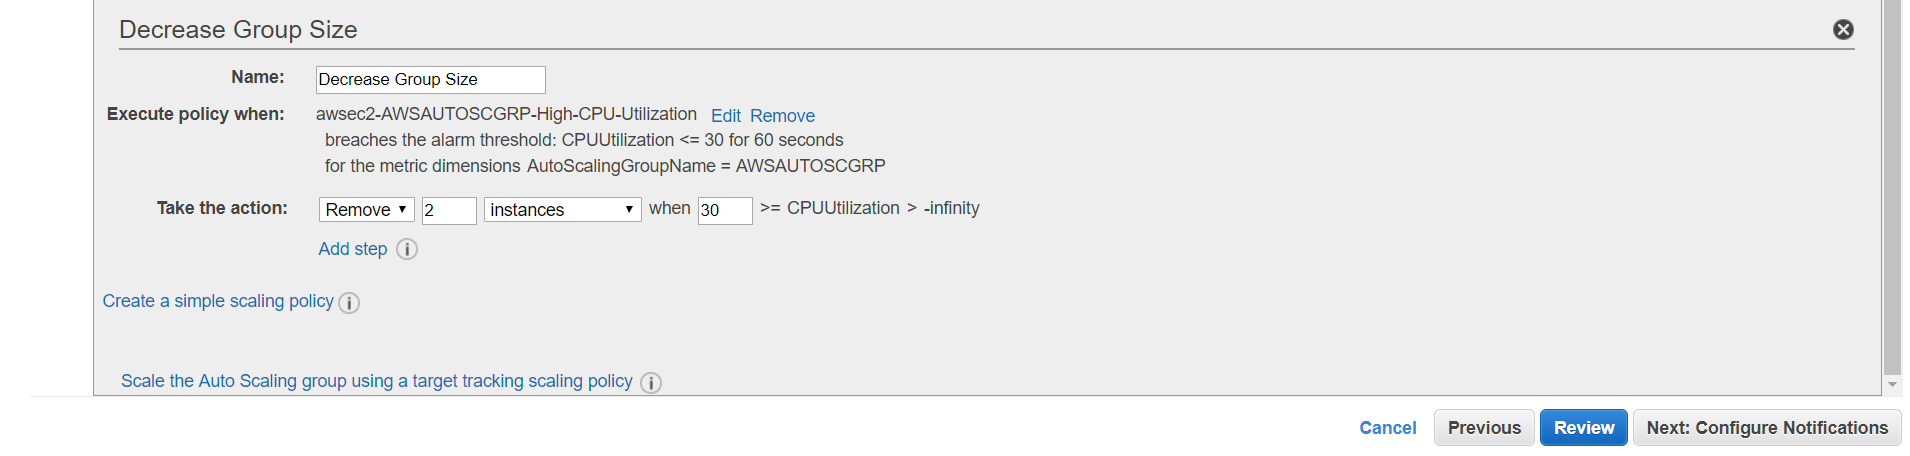 Decrease Group Size
Name: Decrease Group Size
Execute policy when: awsec2-AWSAUTOSCGRP-High-CPU-Utilization Edit Remove
breaches the alarm threshold: CPUUtilization <= 30 for 60 seconds
for the metric dimensions AutoScalingGroupName = AWSAUTOSCGRP
Take the action: Remove 2 instances when 30 >= CPUUtilization > -infinity
Add step i
Create a simple scaling policy i
Scale the Auto Scaling group using a target tracking scaling policy i
Cancel Previous Review Next: Configure Notifications